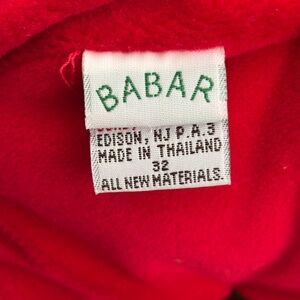 BABAR
EDISON, NJ P.A.3
MADE IN THAILAND
32
ALL NEW MATERIALS.